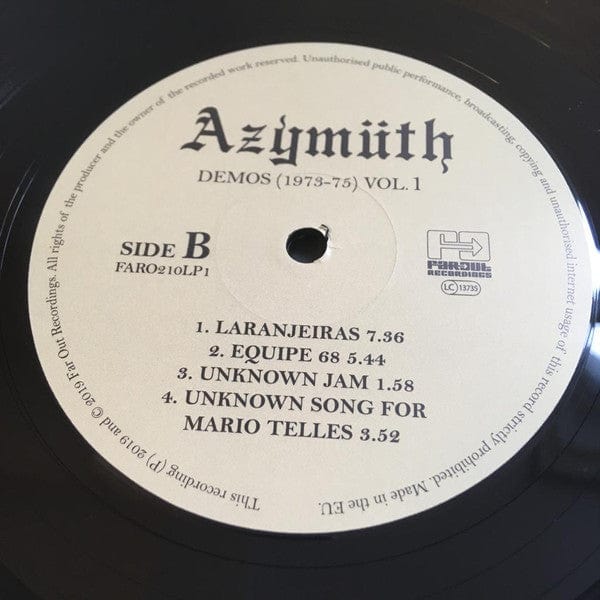 Azymüth
DEMOS (1973-75) VOL. 1
SIDE B
FARO210LP1
FAR OUT
RECORDINGS
LC 13735
1. LARANJEIRAS 7.36
2. EQUIPE 68 5.44
3. UNKNOWN JAM 1.58
4. UNKNOWN SONG FOR
MARIO TELLES 3.52
This recording (P) 2019 and © 2019 Far Out Recordings. All rights of the producer and the owner of the recorded work reserved. Unauthorised public performance, broadcasting, copying and unauthorised internet usage of this record strictly prohibited. Made in the EU.